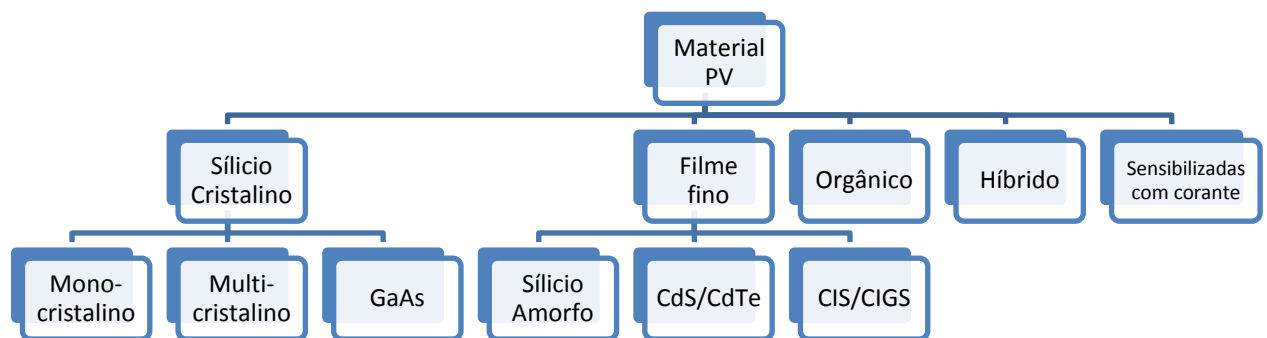 Material
PV
Sílicio
Cristalino
Filme
fino
Orgânico
Híbrido
Sensibilizadas
com corante
Mono-
cristalino
Multi-
cristalino
GaAs
Sílicio
Amorfo
CdS/CdTe
CIS/CIGS